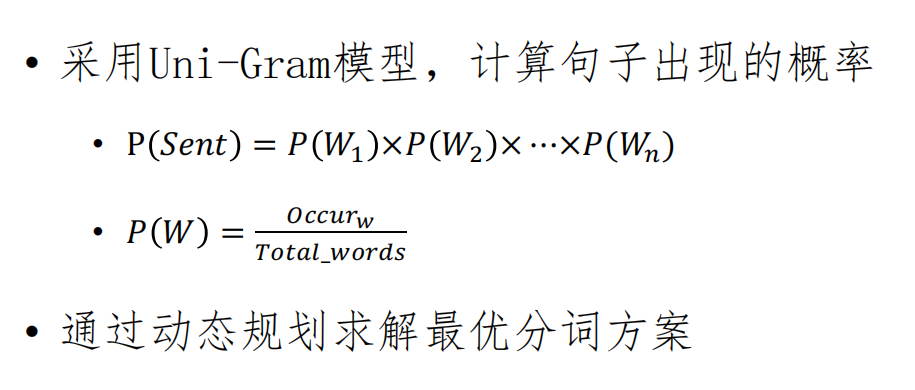 • 采用Uni-Gram模型，计算句子出现的概率
• P(Sent) = P(W₁)×P(W₂)× ⋯×P(Wₙ)
• P(W) = Occur_w / Total_words
• 通过动态规划求解最优分词方案